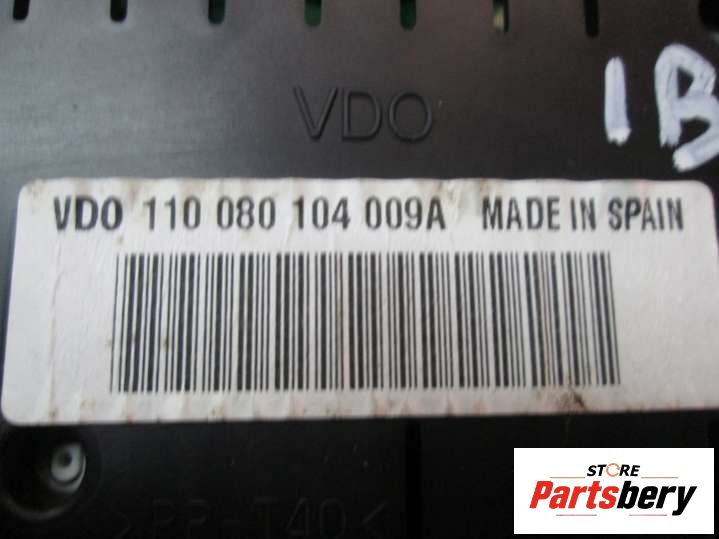 VDO
1B
VDO 110 080 104 009A MADE IN SPAIN
STORE
Partsbery